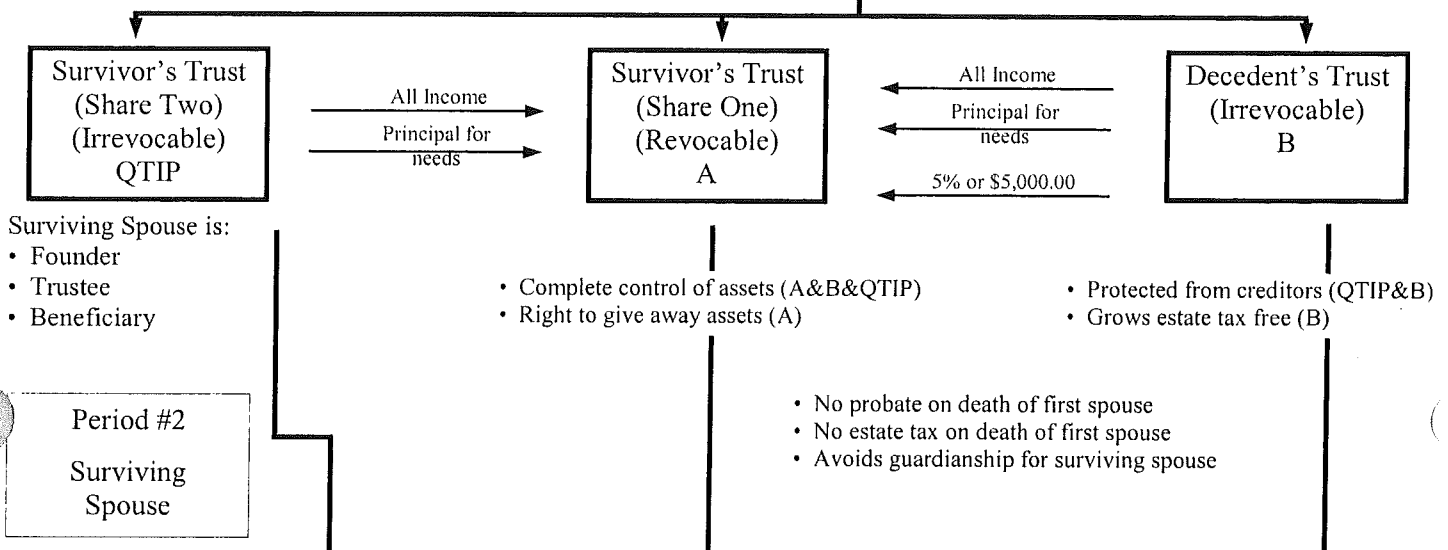 Survivor's Trust
(Share Two)
(Irrevocable)
QTIP
All Income
Principal for
needs
Survivor's Trust
(Share One)
(Revocable)
A
All Income
Principal for
needs
5% or $5,000.00
Decedent's Trust
(Irrevocable)
B
Surviving Spouse is:
• Founder
• Trustee
• Beneficiary
• Complete control of assets (A&B&QTIP)
• Right to give away assets (A)
• Protected from creditors (QTIP&B)
• Grows estate tax free (B)
Period #2
Surviving
Spouse
• No probate on death of first spouse
• No estate tax on death of first spouse
• Avoids guardianship for surviving spouse